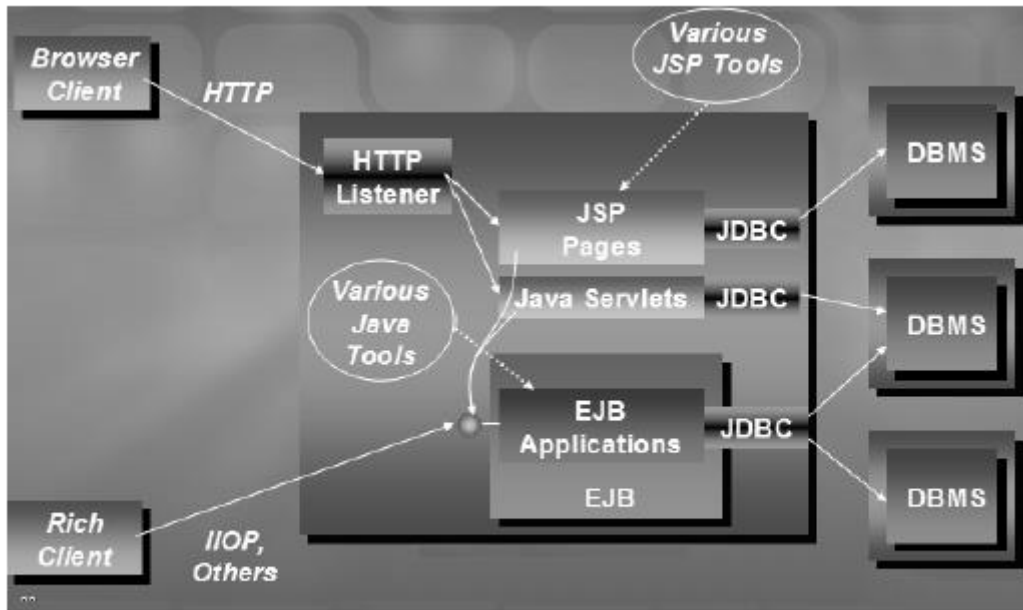 Browser
Client
HTTP
Various
JSP Tools
HTTP
Listener
JSP
Pages
JDBC
DBMS
Various
Java
Tools
Java Servlets
JDBC
DBMS
EJB
Applications
JDBC
EJB
DBMS
Rich
Client
IIOP,
Others